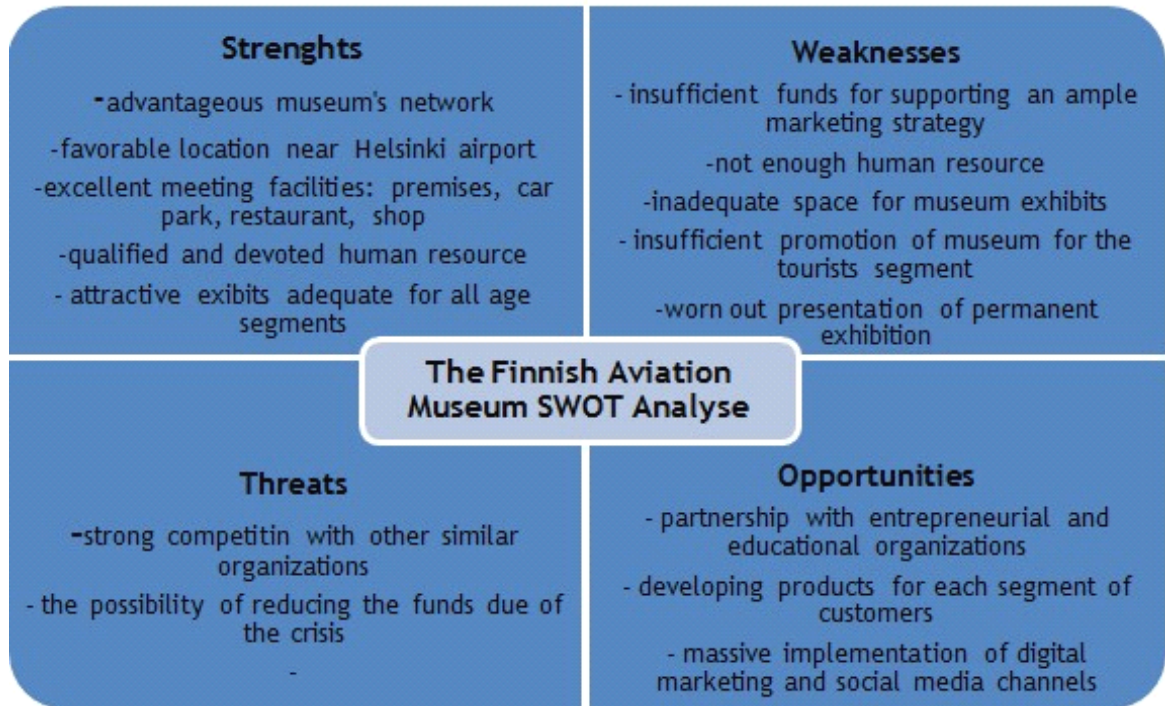 Strenghts
-advantageous museum's network
-favorable location near Helsinki airport
-excellent meeting facilities: premises, car
park, restaurant, shop
-qualified and devoted human resource
- attractive exibits adequate for all age
segments
Weaknesses
- insufficient funds for supporting an ample
marketing strategy
-not enough human resource
-inadequate space for museum exhibits
- insufficient promotion of museum for the
tourists segment
-worn out presentation of permanent
exhibition
The Finnish Aviation
Museum SWOT Analyse
Threats
-strong competitin with other similar
organizations
- the possibility of reducing the funds due of
the crisis
-
Opportunities
- partnership with entrepreneurial and
educational organizations
- developing products for each segment of
customers
- massive implementation of digital
marketing and social media channels